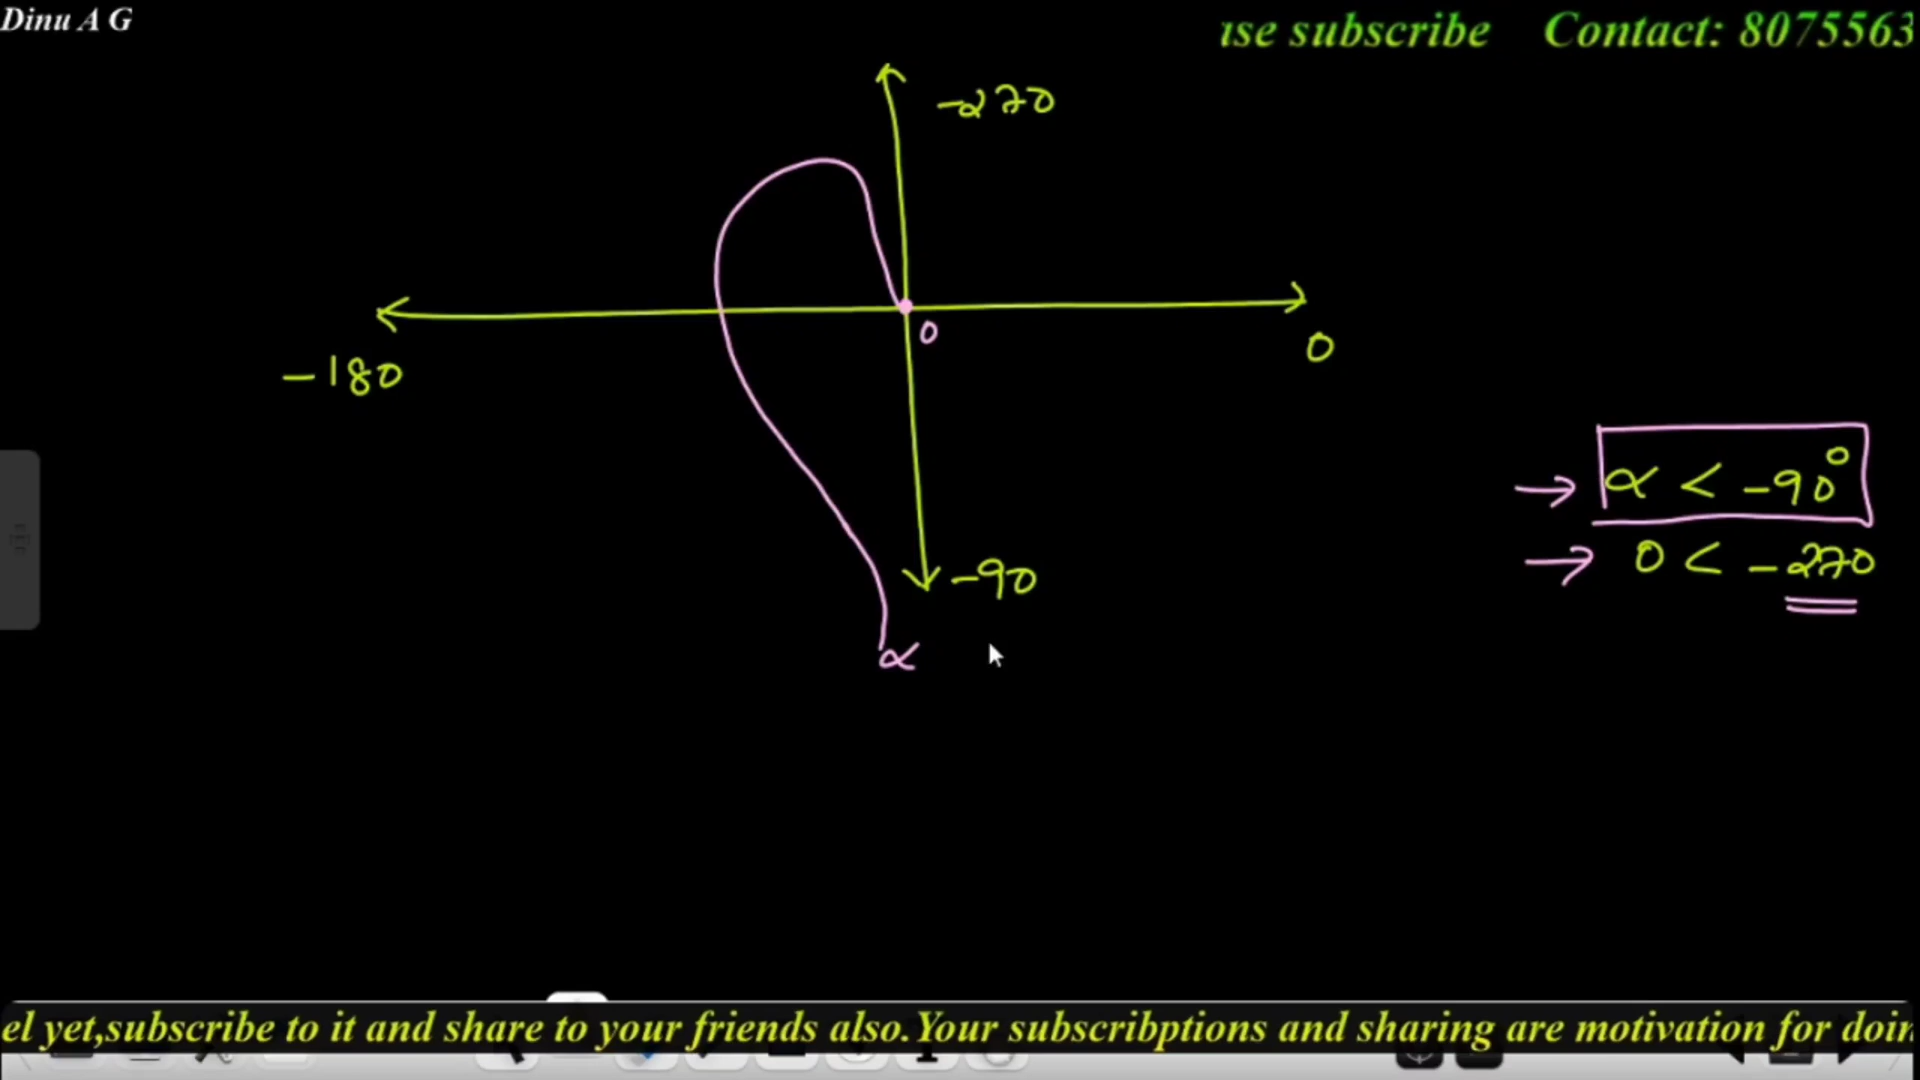 Dinu A G
ıse subscribe Contact: 8075563
-270
0
0
-180
α < -90°
0 < -270
-90
α
el yet,subscribe to it and share to your friends also.Your subscribptions and sharing are motivation for doin